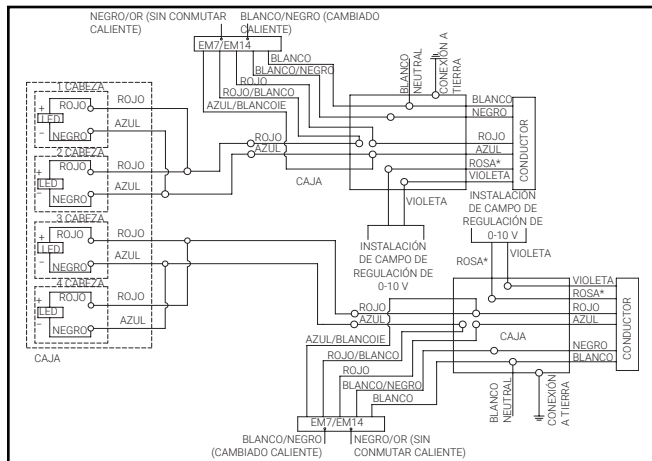 NEGRO/OR (SIN CONMUTAR
CALIENTE)
BLANCO/NEGRO (CAMBIADO
CALIENTE)
EM7/EM14
BLANCO
BLANCO/NEGRO
ROJO
ROJO/BLANCO
AZUL/BLANCOIE
BLANCO
NEUTRAL
CONEXIÓN A
TIERRA
BLANCO
NEGRO
ROJO
AZUL
ROSA*
VIOLETA
CONDUCTOR
ROJO
AZUL
CAJA
VIOLETA
INSTALACIÓN
DE CAMPO DE
REGULACIÓN DE
0-10 V
INSTALACIÓN
DE CAMPO DE
REGULACIÓN DE
0-10 V
VIOLETA
ROSA*
1 CABEZA
+
ROJO
LED
–
NEGRO
ROJO
AZUL
2 CABEZA
+
ROJO
LED
–
NEGRO
ROJO
AZUL
3 CABEZA
+
ROJO
LED
–
NEGRO
ROJO
AZUL
4 CABEZA
+
ROJO
LED
–
NEGRO
ROJO
AZUL
CAJA
VIOLETA
ROSA*
ROJO
AZUL
NEGRO
BLANCO
CONDUCTOR
ROJO
AZUL
CAJA
AZUL/BLANCOIE
ROJO/BLANCO
ROJO
BLANCO/NEGRO
BLANCO
BLANCO
NEUTRAL
CONEXIÓN
A TIERRA
EM7/EM14
BLANCO/NEGRO
(CAMBIADO CALIENTE)
NEGRO/OR (SIN
CONMUTAR CALIENTE)